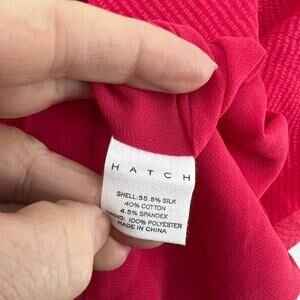 HATCH
SHELL: 55.5% SILK
40% COTTON
4.5% SPANDEX
LINING: 100% POLYESTER
MADE IN CHINA